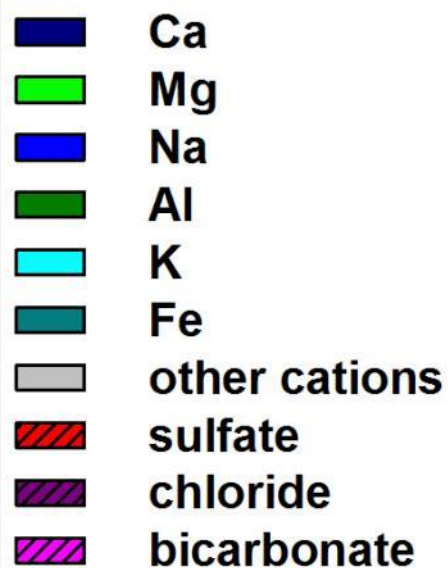 Ca
Mg
Na
Al
K
Fe
other cations
sulfate
chloride
bicarbonate